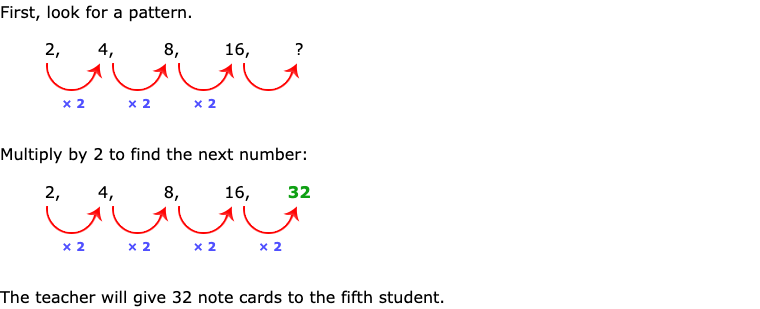 First, look for a pattern.
2, 4, 8, 16, ?
× 2 × 2 × 2
Multiply by 2 to find the next number:
2, 4, 8, 16, 32
× 2 × 2 × 2 × 2
The teacher will give 32 note cards to the fifth student.